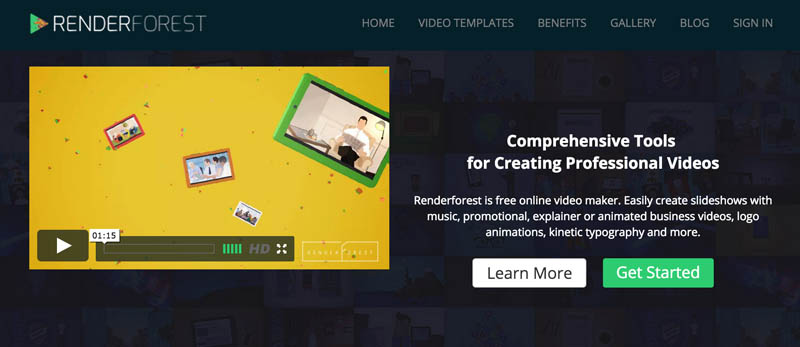 RENDERFOREST
HOME VIDEO TEMPLATES BENEFITS GALLERY BLOG SIGN IN
01:15
HD
RENDERFOREST
Comprehensive Tools
for Creating Professional Videos
Renderforest is free online video maker. Easily create slideshows with
music, promotional, explainer or animated business videos, logo
animations, kinetic typography and more.
Learn More Get Started